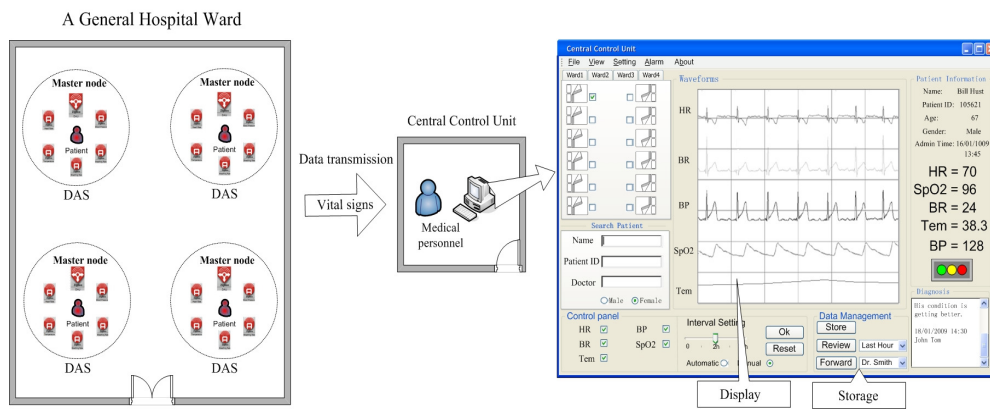 A General Hospital Ward
Master node
Patient
DAS
Master node
Patient
DAS
Master node
Patient
DAS
Master node
Patient
DAS
Data transmission
Vital signs
Central Control Unit
Medical
personnel
Central Control Unit
File View Setting Alarm About
Ward1 Ward2 Ward3 Ward4
Search Patient
Name
Patient ID
Doctor
Male Female
Waveforms
HR
BR
BP
SpO2
Tem
Patient Information
Name: Bill Hust
Patient ID: 105621
Age: 67
Gender: Male
Admin Time: 16/01/1009
13:45
HR = 70
SpO2 = 96
BR = 24
Tem = 38.3
BP = 128
Diagnosis
His condition is
getting better.
18/01/2009 14:30
John Tom
Control panel
HR BP
BR SpO2
Tem
Interval Setting
0 2h
Ok
Reset
Automatic
Data Management
Store
Review Last Hour
Forward Dr. Smith
Display
Storage